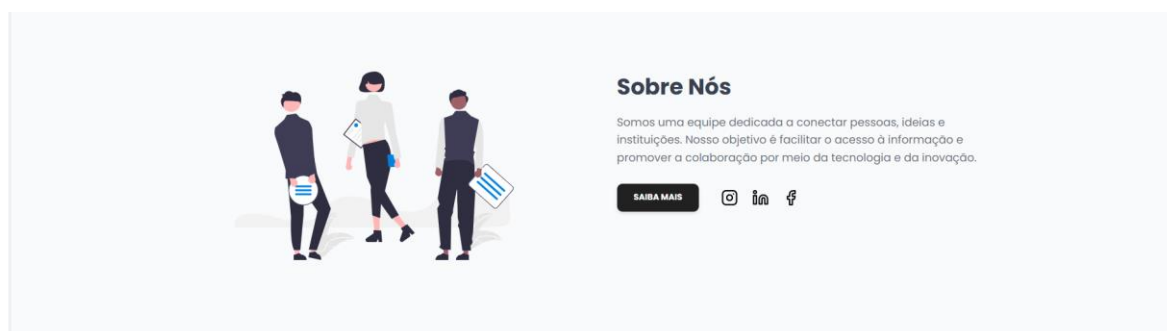 Sobre Nós
Somos uma equipe dedicada a conectar pessoas, ideias e
instituições. Nosso objetivo é facilitar o acesso à informação e
promover a colaboração por meio da tecnologia e da inovação.
SAIBA MAIS